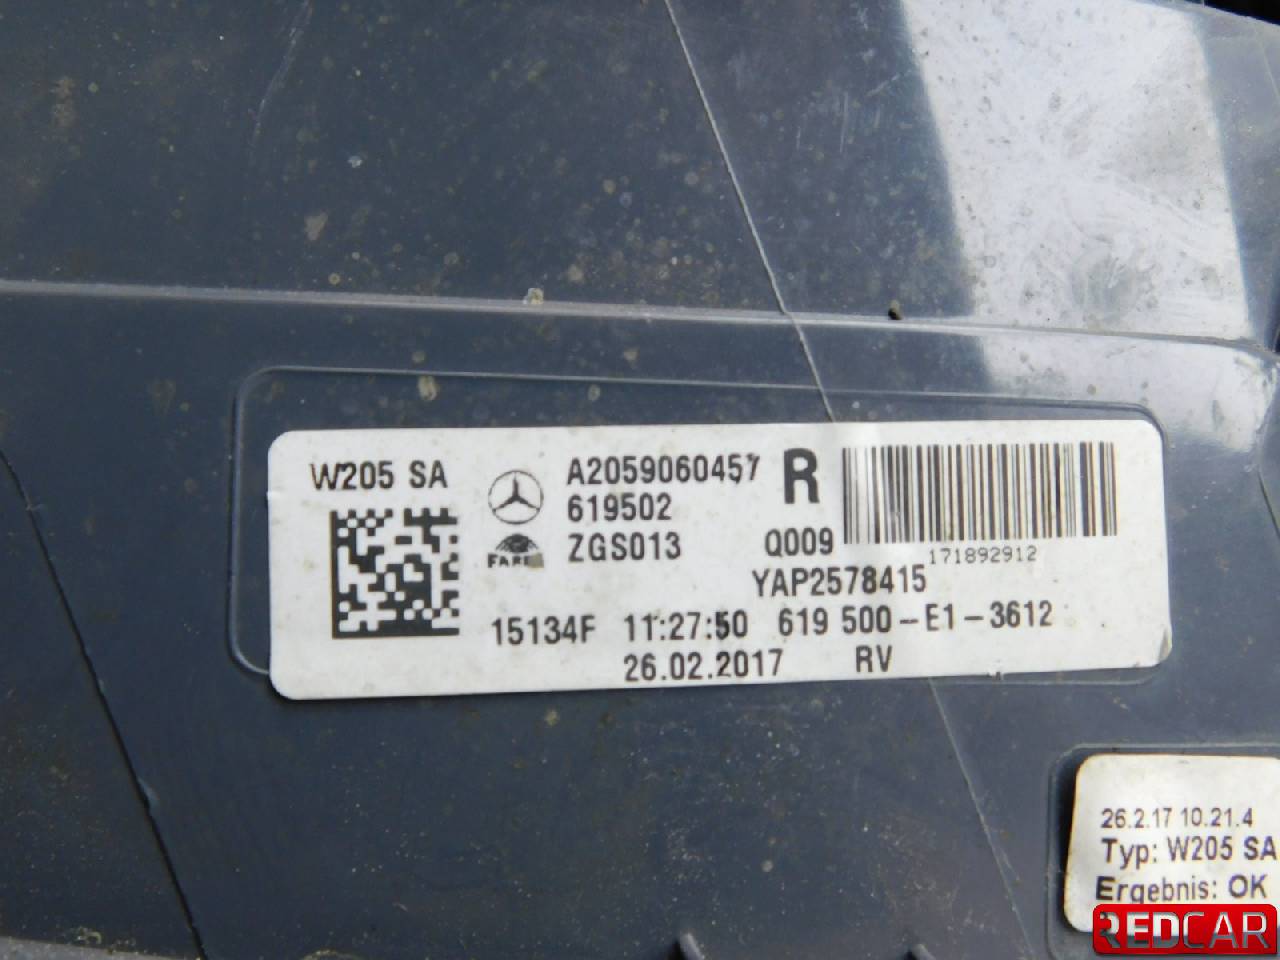 W205 SA
A2059060457 R
619502
ZGS013 Q009
171892912
YAP2578415
15134F 11:27:50 619 500-E1-3612
26.02.2017 RV
26.2.17 10.21.4
Typ: W205 SA
Ergebnis: OK
REDCAR